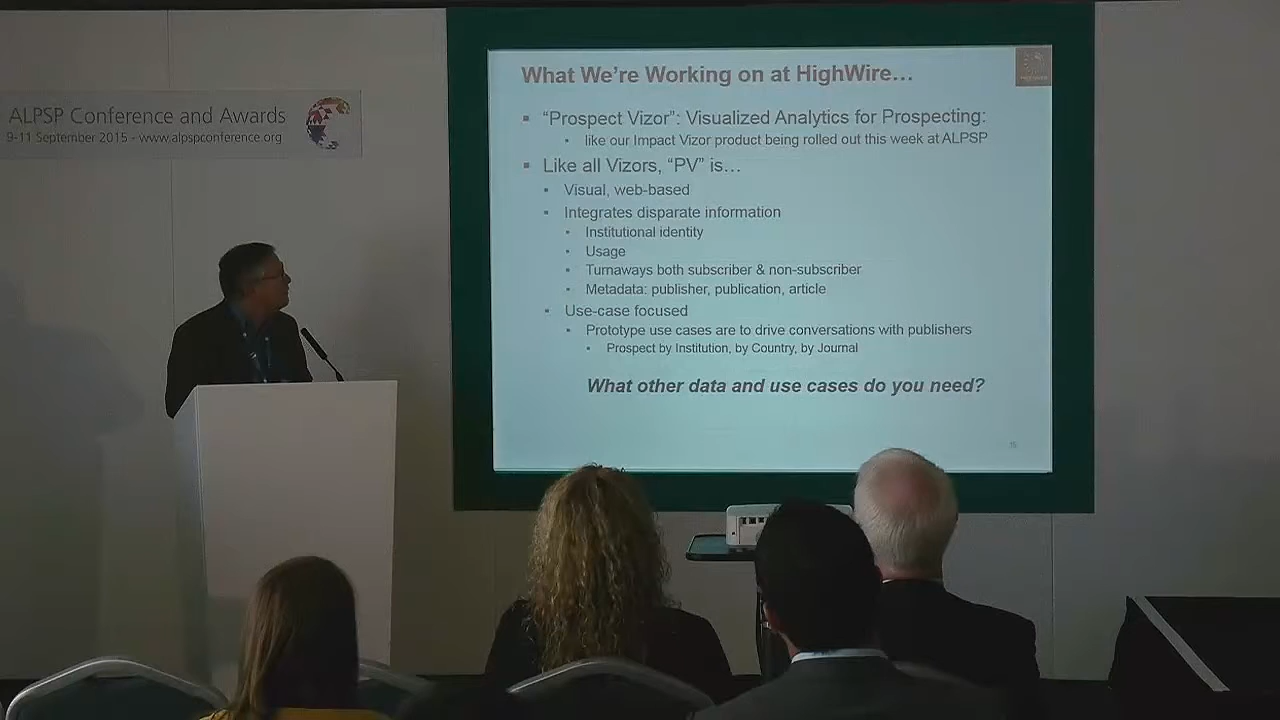 ALPSP Conference and Awards
9-11 September 2015 - www.alpspconference.org
What We're Working on at HighWire…
"Prospect Vizor": Visualized Analytics for Prospecting:
like our Impact Vizor product being rolled out this week at ALPSP
Like all Vizors, "PV" is…
Visual, web-based
Integrates disparate information
Institutional identity
Usage
Turnaways both subscriber & non-subscriber
Metadata: publisher, publication, article
Use-case focused
Prototype use cases are to drive conversations with publishers
Prospect by Institution, by Country, by Journal
What other data and use cases do you need?
15